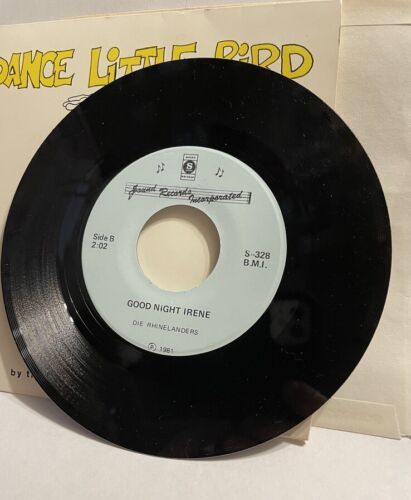 DANCE LITTLE BIRD
Sound Records
Incorporated
S
Side B
2:02
S-328
B.M.I.
GOOD NIGHT IRENE
DIE RHINELANDERS
℗ 1981
by